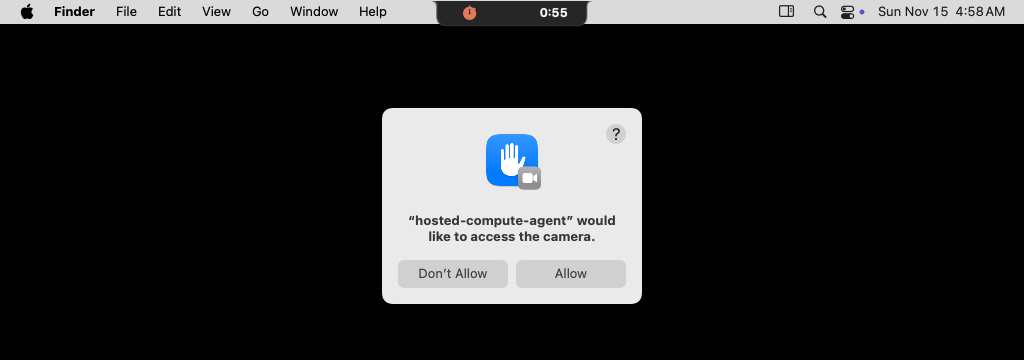 Finder File Edit View Go Window Help 0:55 Sun Nov 15 4:58 AM
?
“hosted-compute-agent” would
like to access the camera.
Don’t Allow Allow